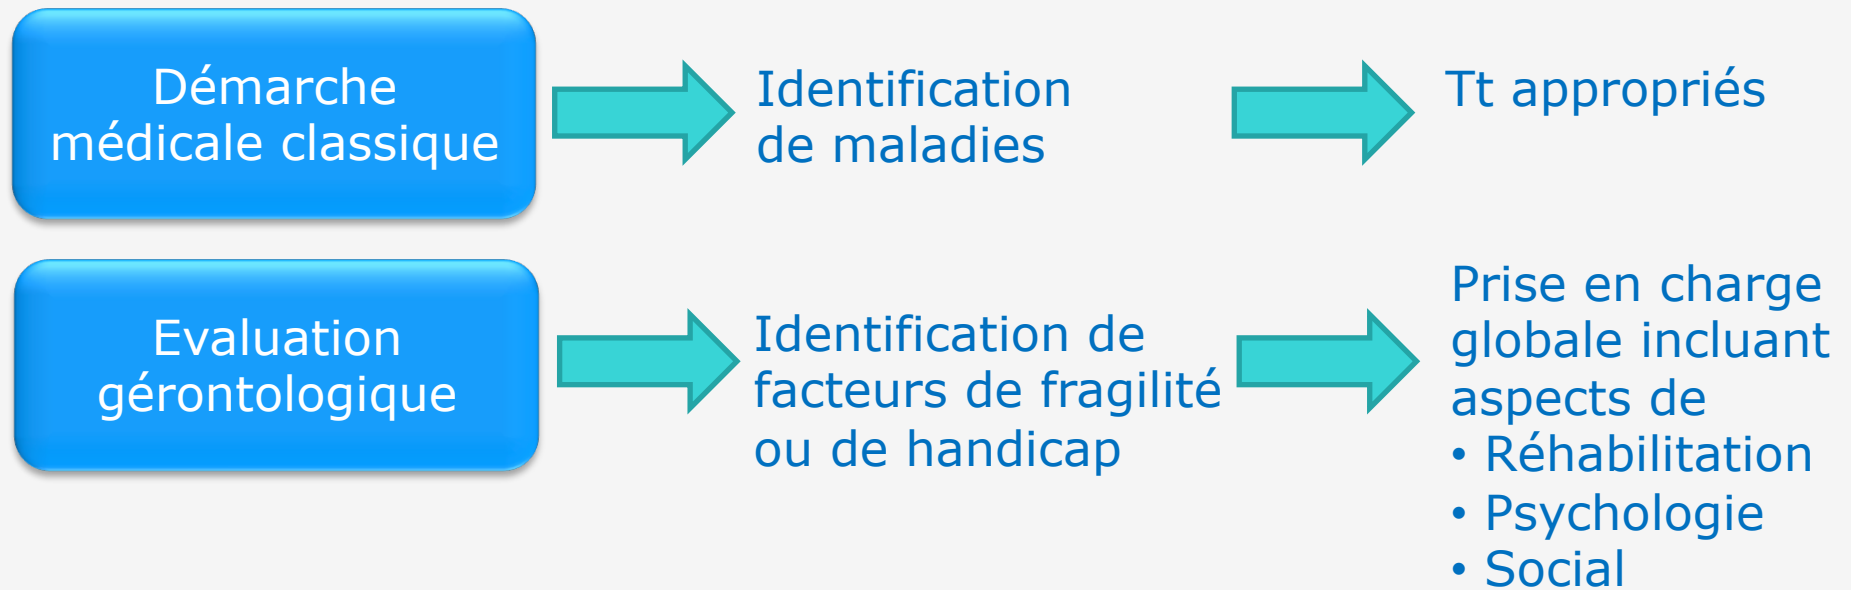 Démarche
médicale classique
Identification
de maladies
Tt appropriés
Evaluation
gérontologique
Identification de
facteurs de fragilité
ou de handicap
Prise en charge
globale incluant
aspects de
• Réhabilitation
• Psychologie
• Social